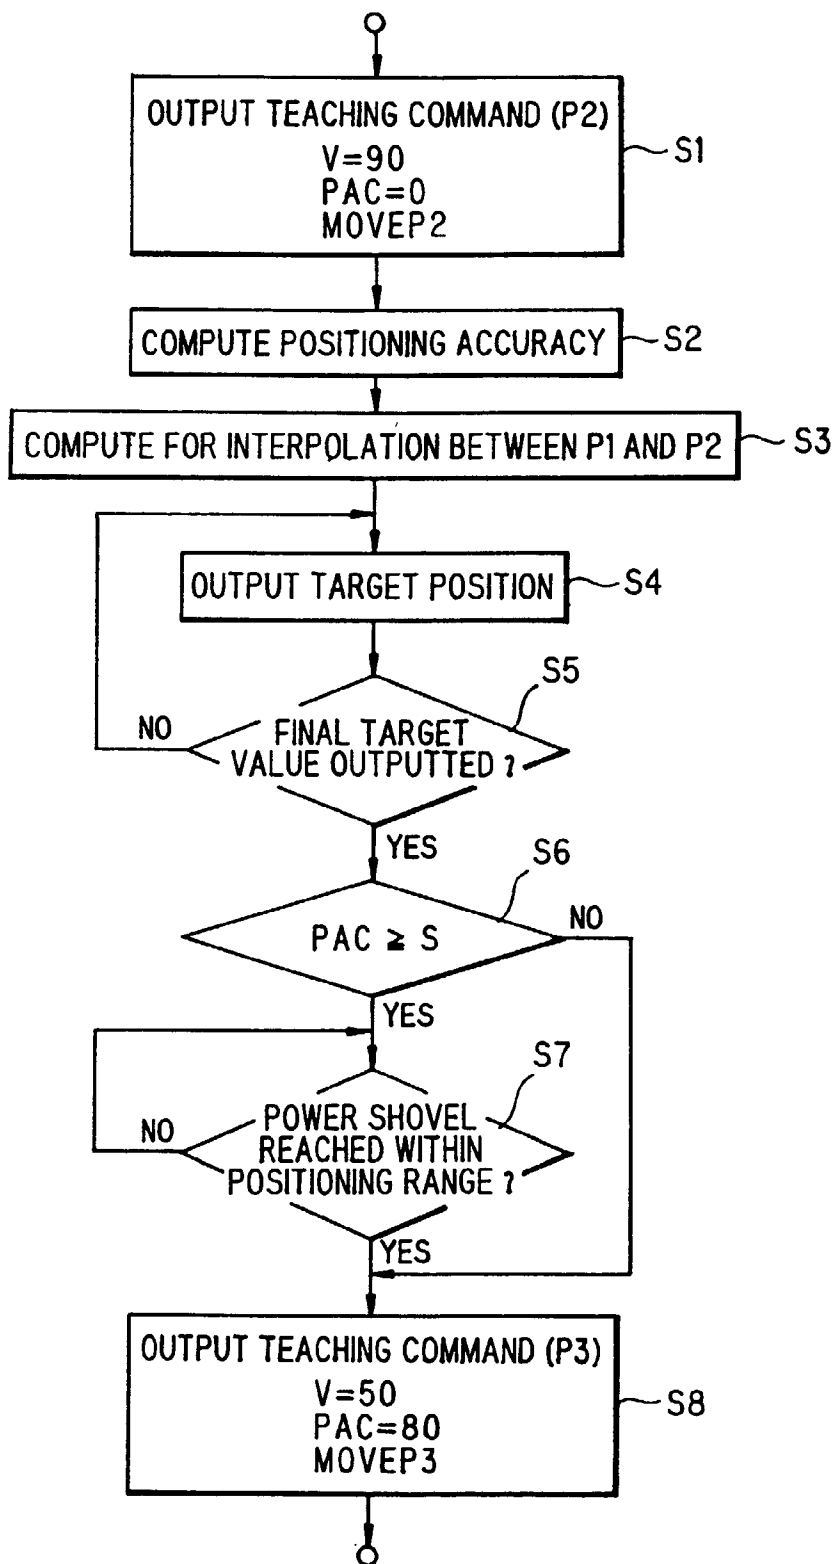 OUTPUT TEACHING COMMAND (P2)
V=90
PAC=0
MOVEP2
S1
COMPUTE POSITIONING ACCURACY
S2
COMPUTE FOR INTERPOLATION BETWEEN P1 AND P2
S3
OUTPUT TARGET POSITION
S4
S5
FINAL TARGET
VALUE OUTPUTTED ?
NO
YES
S6
PAC ≧ S
NO
YES
S7
POWER SHOVEL
REACHED WITHIN
POSITIONING RANGE ?
NO
YES
OUTPUT TEACHING COMMAND (P3)
V=50
PAC=80
MOVEP3
S8